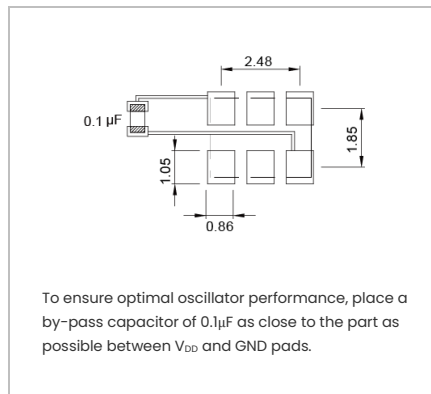 2.48
0.1 µF
1.85
1.05
0.86
To ensure optimal oscillator performance, place a
by-pass capacitor of 0.1µF as close to the part as
possible between VDD and GND pads.